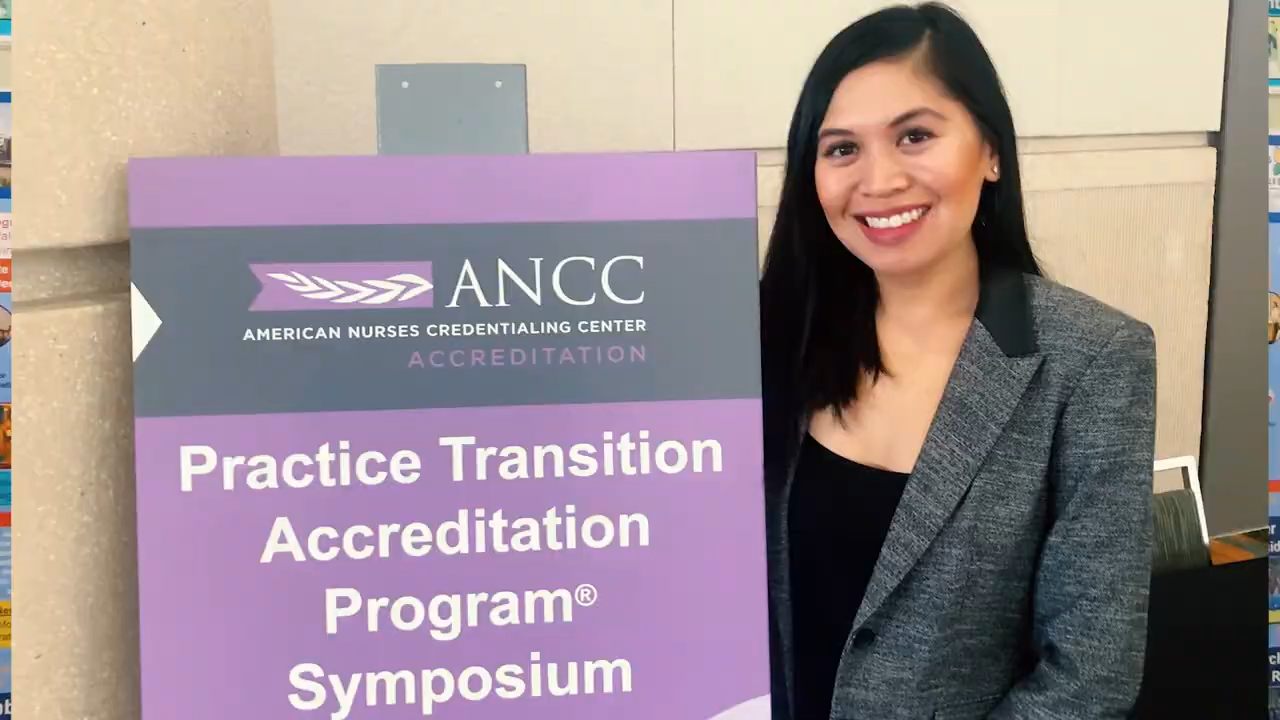 ANCC
AMERICAN NURSES CREDENTIALING CENTER
ACCREDITATION
Practice Transition
Accreditation
Program®
Symposium